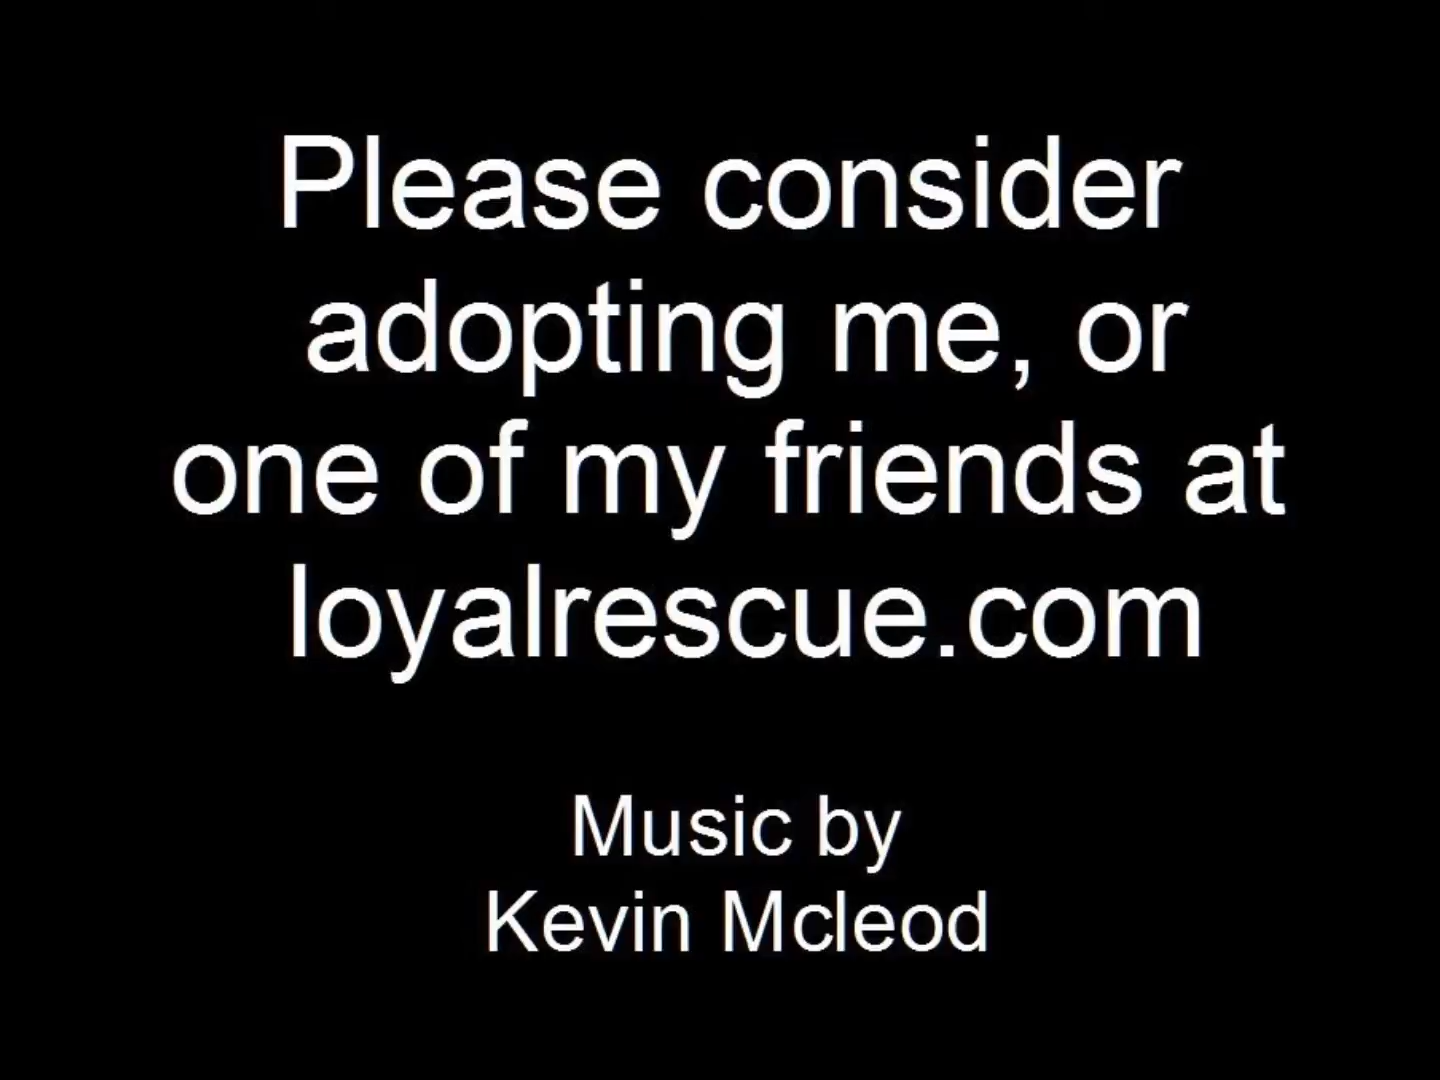 Please consider
adopting me, or
one of my friends at
loyalrescue.com
Music by
Kevin Mcleod